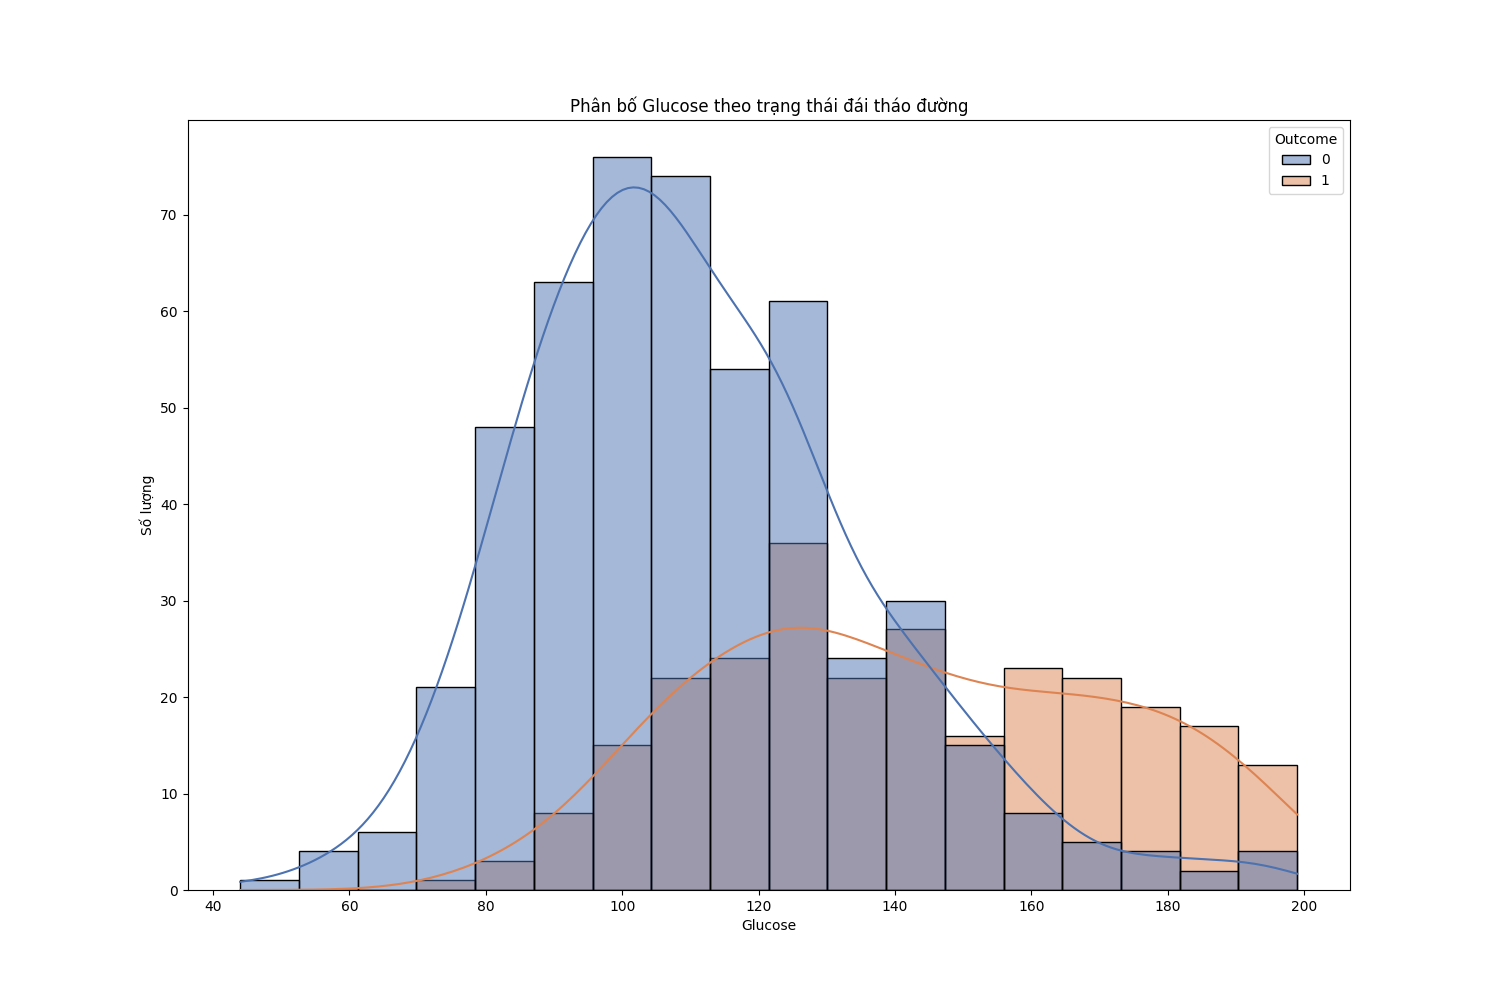 Phân bố Glucose theo trạng thái đái tháo đường
Outcome
0
1
Số lượng
70
60
50
40
30
20
10
0
40 60 80 100 120 140 160 180 200
Glucose